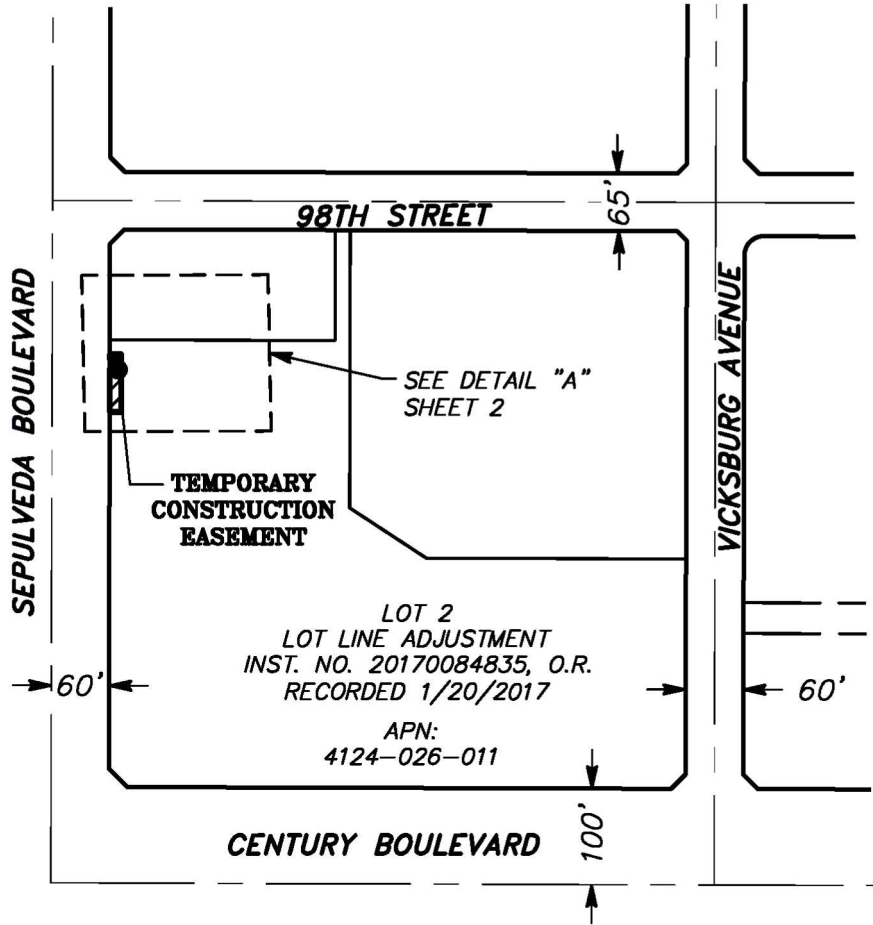 98TH STREET
65'
SEPULVEDA BOULEVARD
SEE DETAIL "A"
SHEET 2
VICKSBURG AVENUE
TEMPORARY
CONSTRUCTION
EASEMENT
LOT 2
LOT LINE ADJUSTMENT
INST. NO. 20170084835, O.R.
RECORDED 1/20/2017
60'
60'
APN:
4124-026-011
CENTURY BOULEVARD
100'